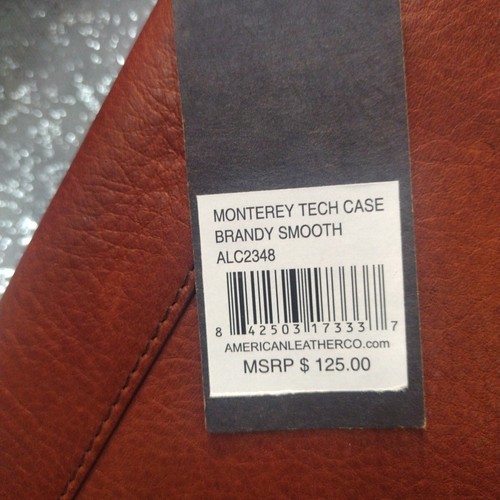 MONTEREY TECH CASE
BRANDY SMOOTH
ALC2348
8 42503 17333 7
AMERICANLEATHERCO.com
MSRP $ 125.00